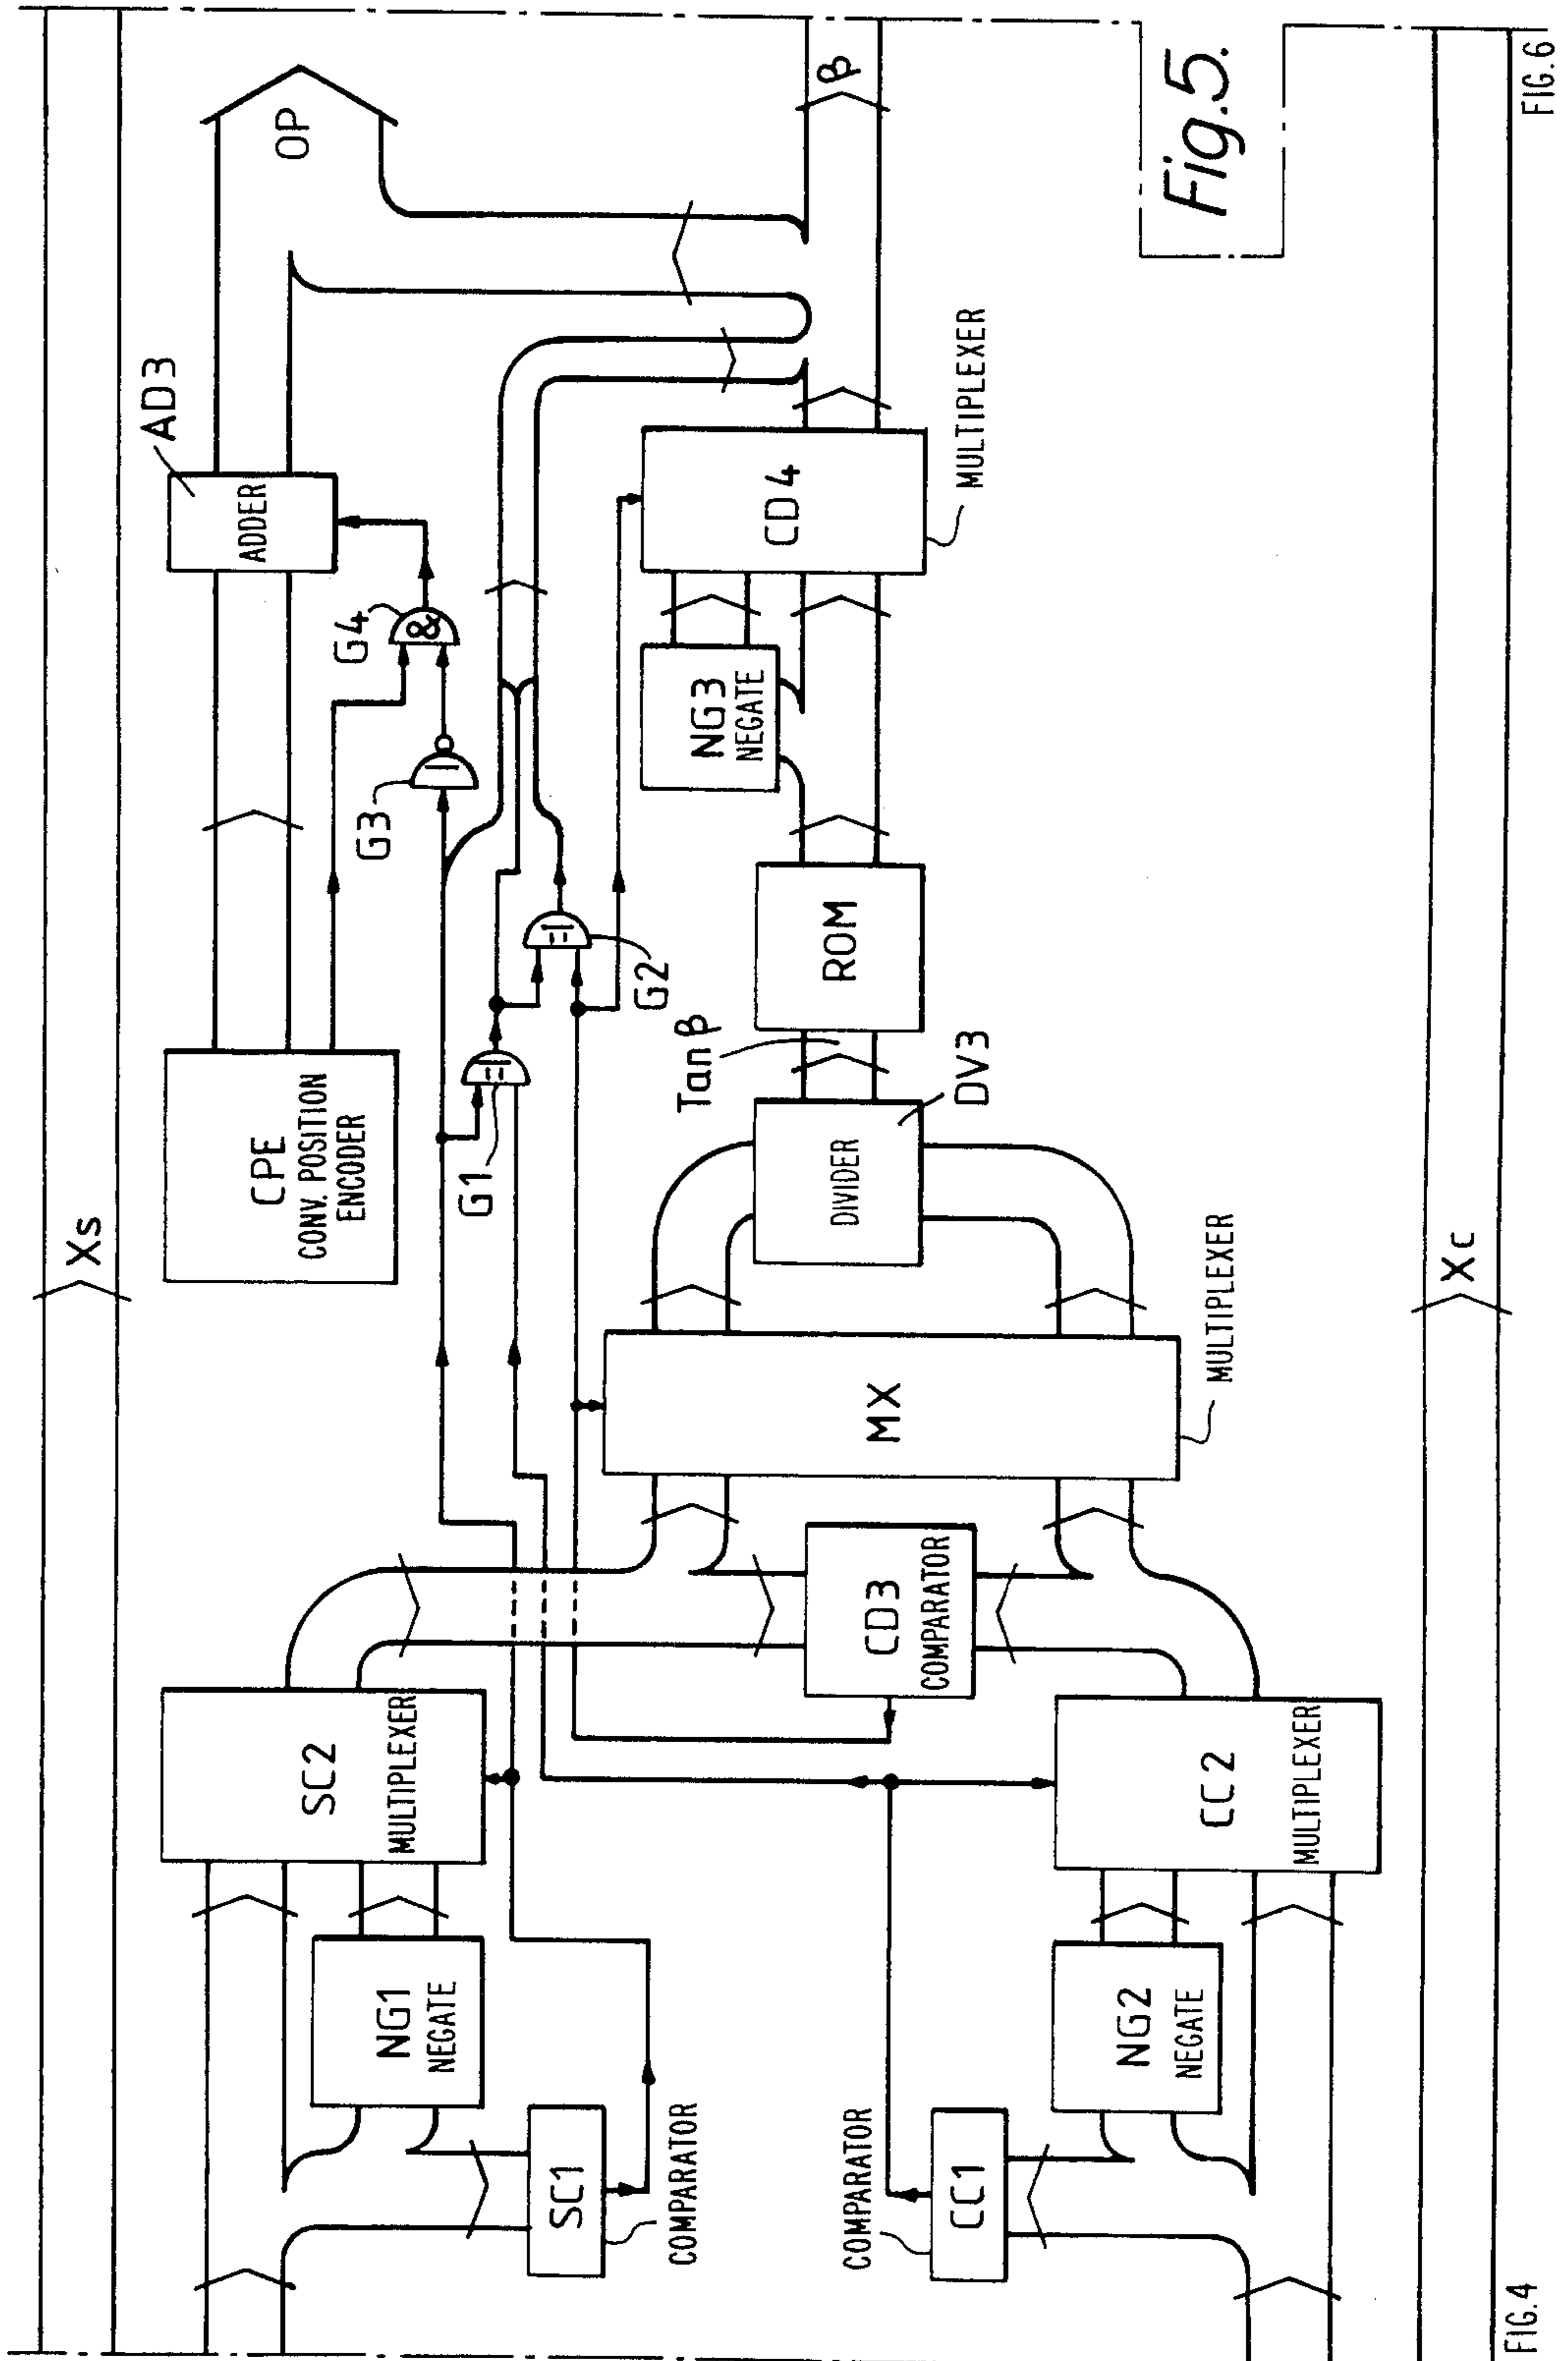 Xs
OP
AD3
ADDER
CPE
CONV. POSITION
ENCODER
G4
&
G3
1
G1
=1
G2
=1
SC2
MULTIPLEXER
NG1
NEGATE
SC1
COMPARATOR
COMPARATOR
CC1
NG2
NEGATE
CC2
MULTIPLEXER
CD3
COMPARATOR
MX
MULTIPLEXER
DIVIDER
DV3
Tan β
ROM
NG3
NEGATE
CD4
MULTIPLEXER
β
Xc
Fig.5.
FIG.4
FIG.6